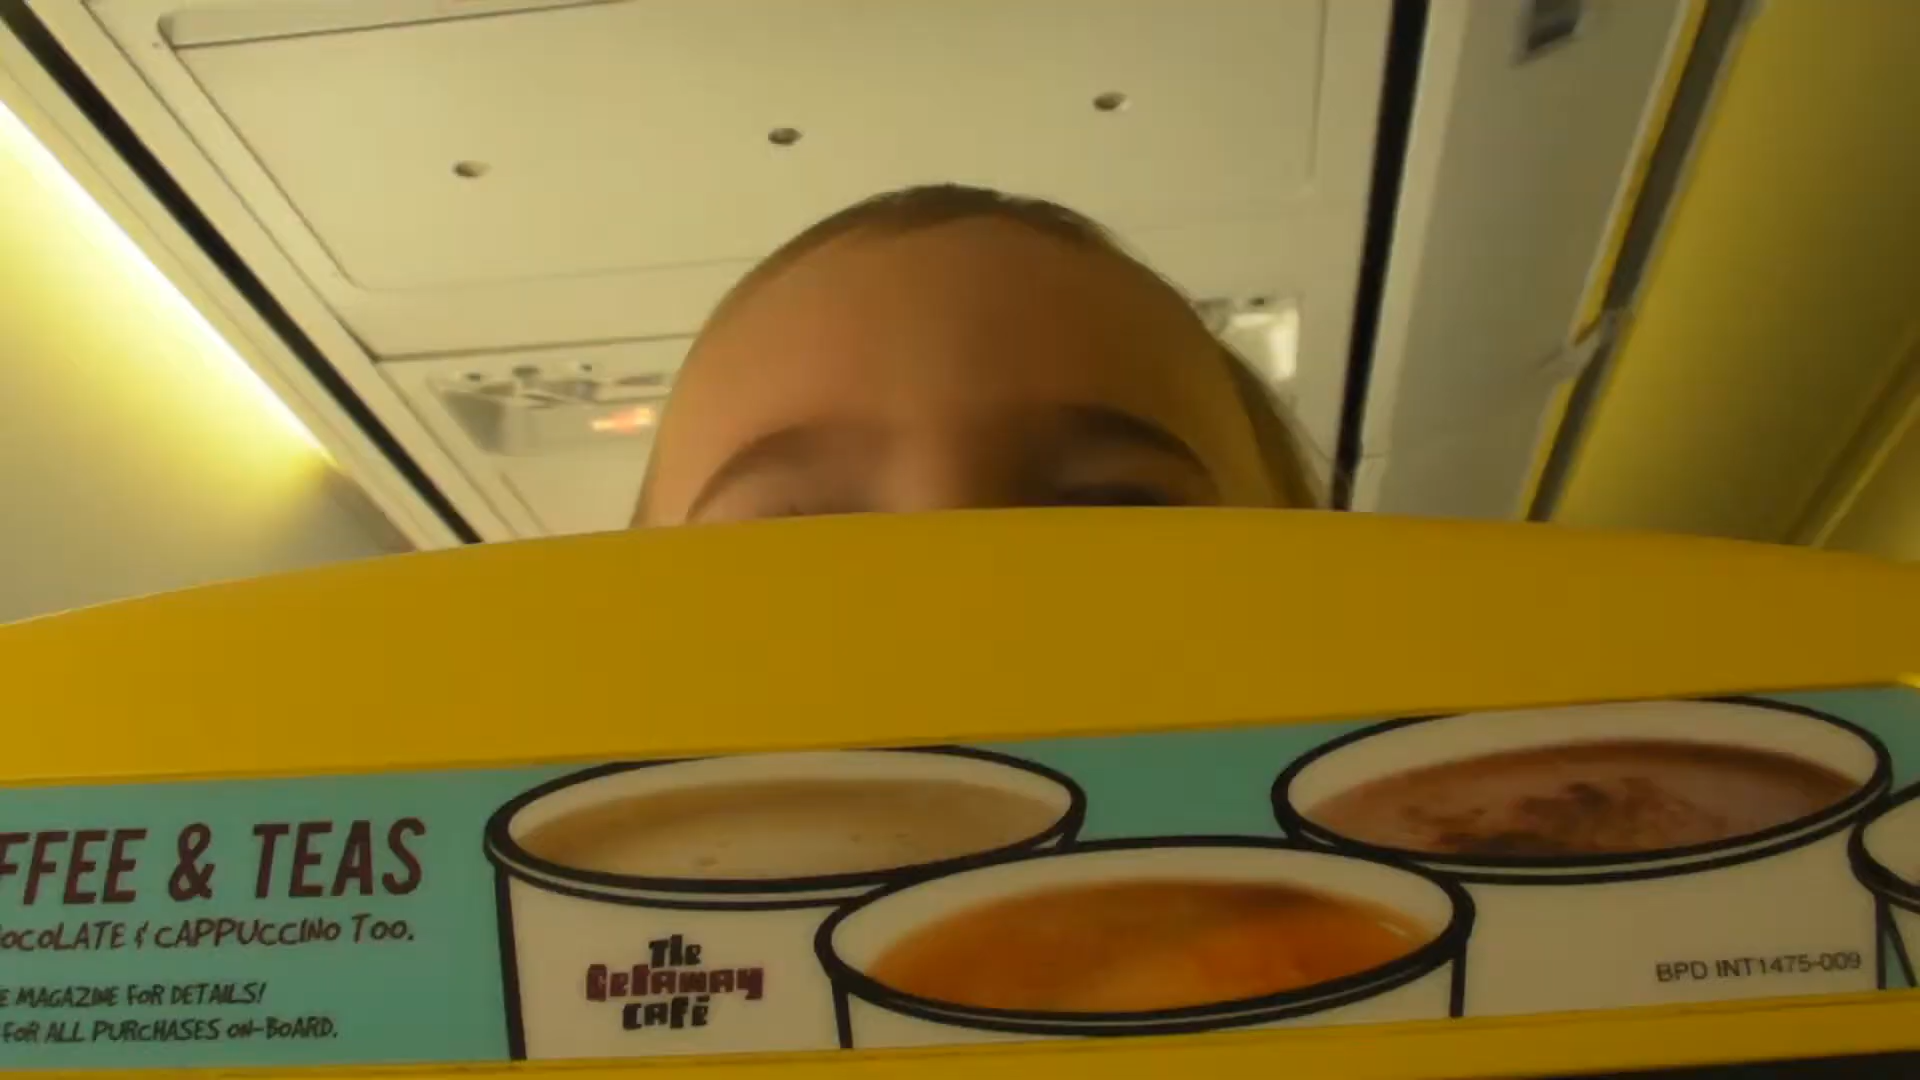 FFEE & TEAS
OCOLATE & CAPPUCCINO Too.
E MAGAZINE FOR DETAILS!
FOR ALL PURCHASES ON-BOARD.
The
Getaway
Café
BPD INT1475-009